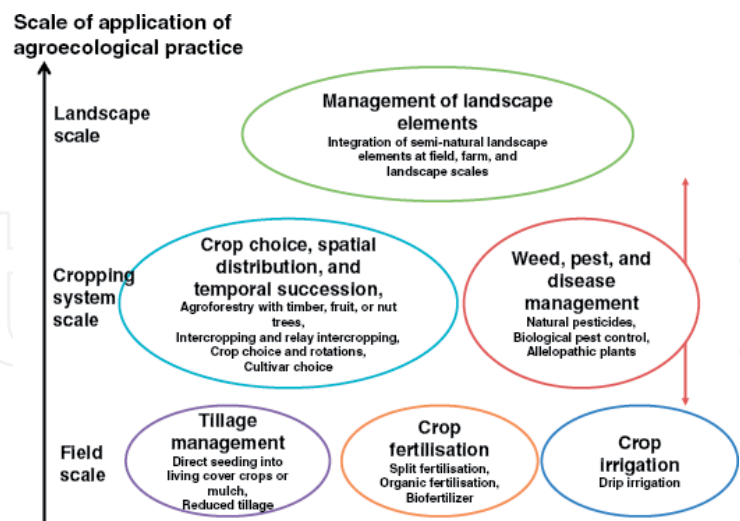 Scale of application of
agroecological practice
Landscape
scale
Management of landscape
elements
Integration of semi-natural landscape
elements at field, farm, and
landscape scales
Cropping
system
scale
Crop choice, spatial
distribution, and
temporal succession,
Agroforestry with timber, fruit, or nut
trees,
Intercropping and relay intercropping,
Crop choice and rotations,
Cultivar choice
Weed, pest, and
disease
management
Natural pesticides,
Biological pest control,
Allelopathic plants
Field
scale
Tillage
management
Direct seeding into
living cover crops or
mulch,
Reduced tillage
Crop
fertilisation
Split fertilisation,
Organic fertilisation,
Biofertilizer
Crop
irrigation
Drip irrigation